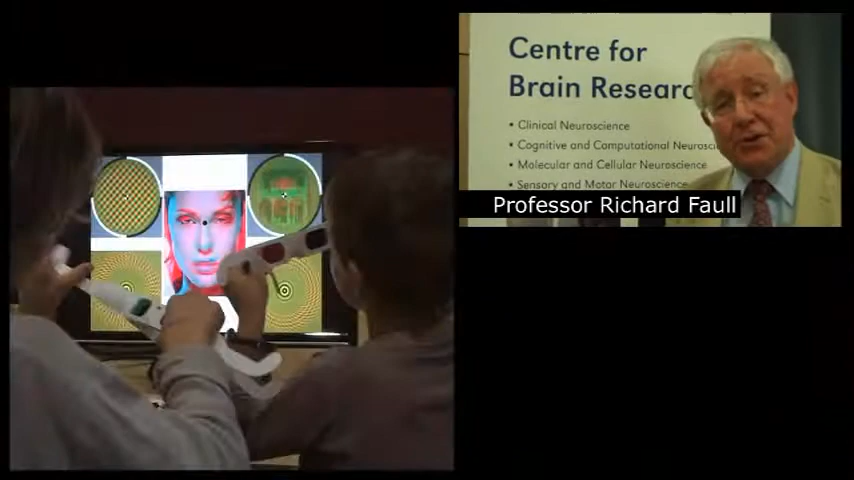 Centre for
Brain Researc
• Clinical Neuroscience
• Cognitive and Computational Neurosci
• Molecular and Cellular Neuroscience
• Sensory and Motor Neuroscience
Professor Richard Faull